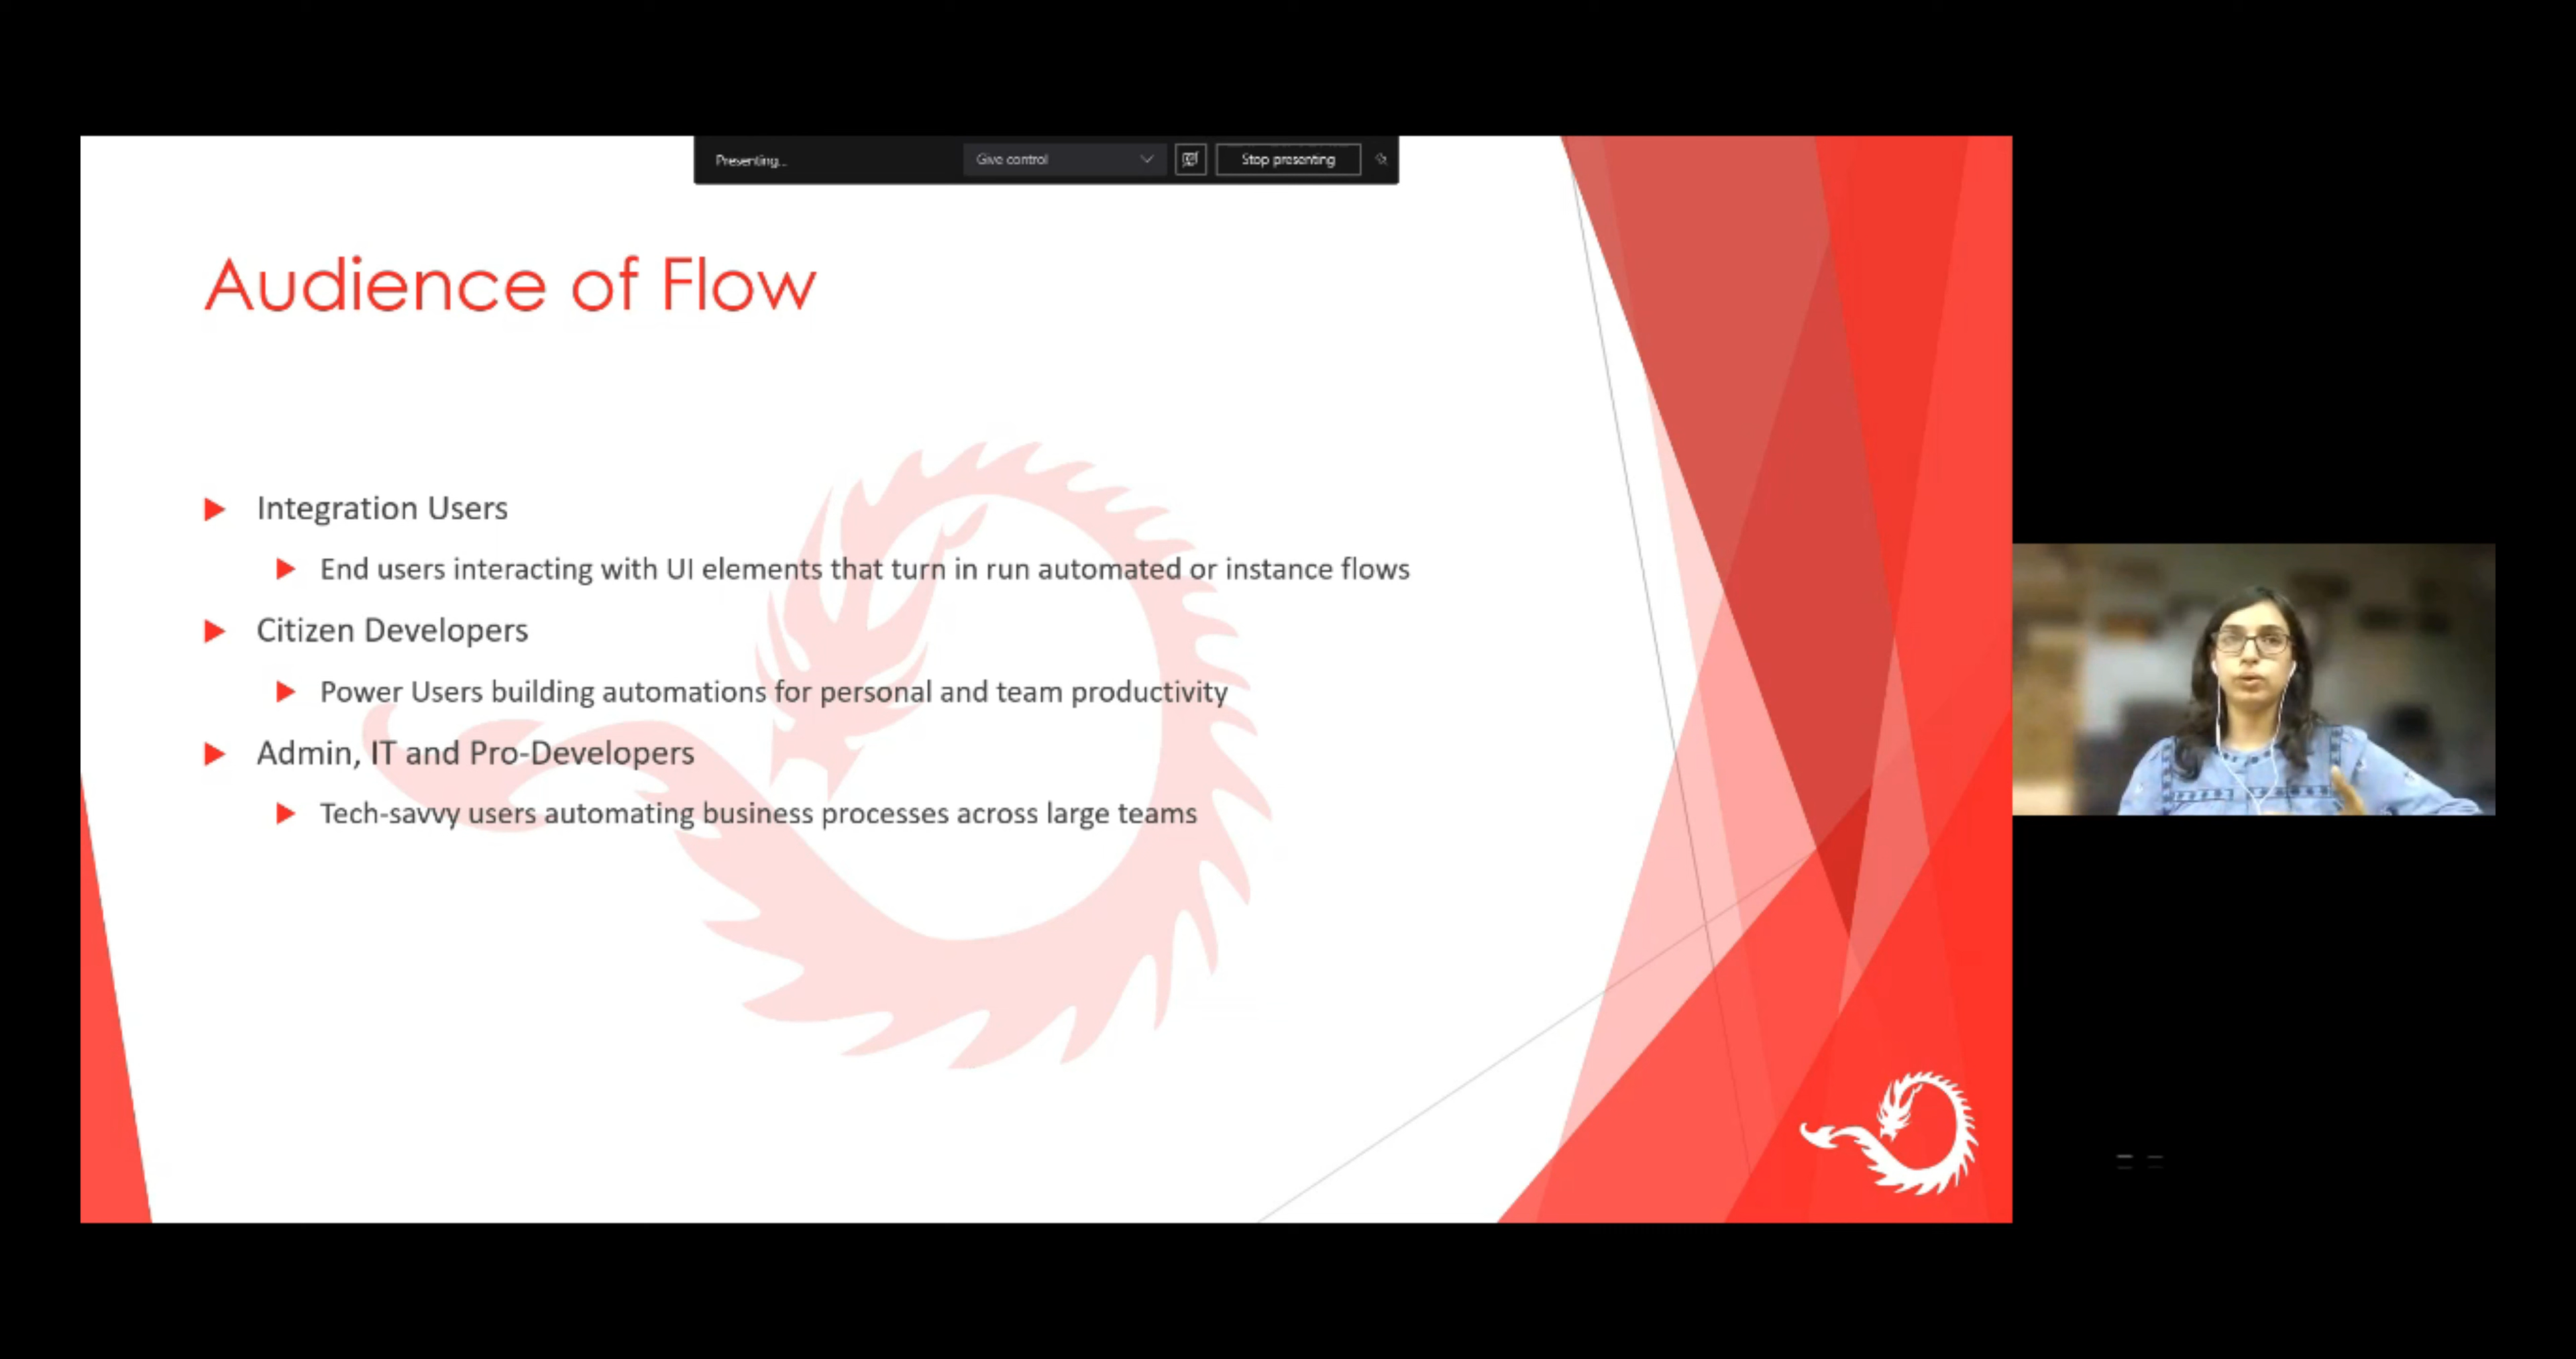 Presenting...
Give control
Stop presenting
Audience of Flow
Integration Users
End users interacting with UI elements that turn in run automated or instance flows
Citizen Developers
Power Users building automations for personal and team productivity
Admin, IT and Pro-Developers
Tech-savvy users automating business processes across large teams